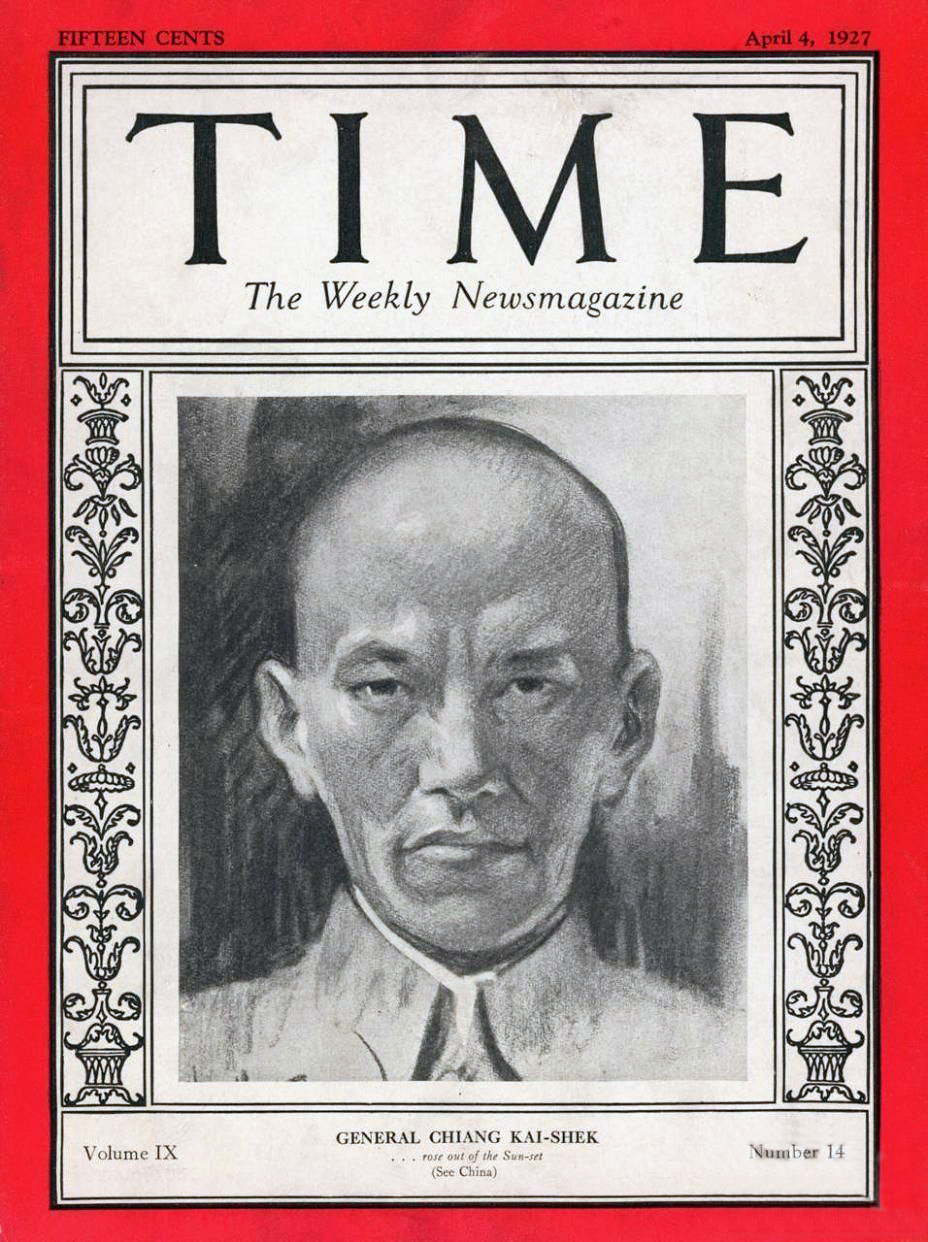 FIFTEEN CENTS
April 4, 1927
TIME
The Weekly Newsmagazine
GENERAL CHIANG KAI-SHEK
. . . rose out of the Sun-set
(See China)
Volume IX
Number 14